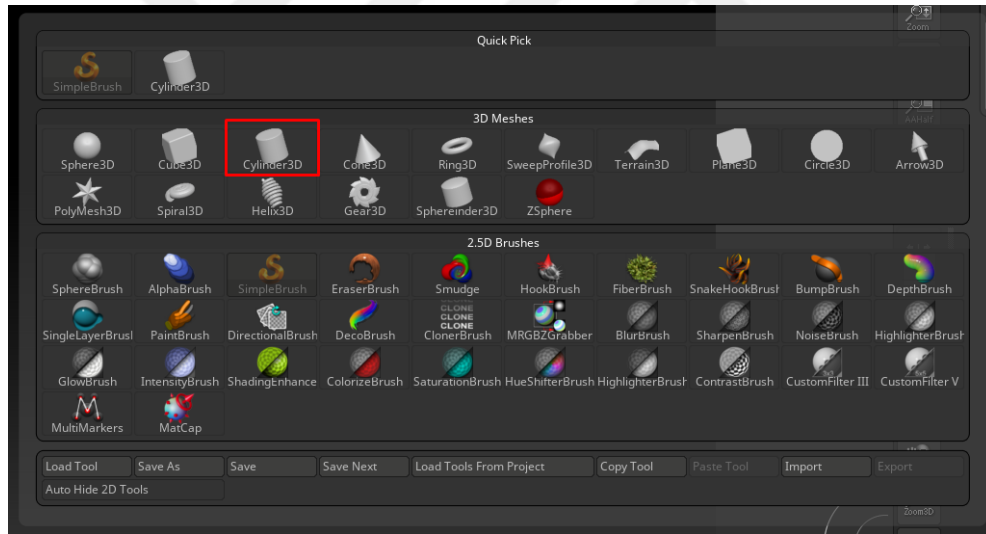 Zoom
Quick Pick
SimpleBrush Cylinder3D
3D Meshes
AAHalf
Sphere3D Cube3D Cylinder3D Cone3D Ring3D SweepProfile3D Terrain3D Plane3D Circle3D Arrow3D
PolyMesh3D Spiral3D Helix3D Gear3D Sphereinder3D ZSphere
2.5D Brushes
SphereBrush AlphaBrush SimpleBrush EraserBrush Smudge HookBrush FiberBrush SnakeHookBrush BumpBrush DepthBrush
CLONE
CLONE
CLONE
SingleLayerBrusl PaintBrush DirectionalBrush DecoBrush ClonerBrush MRGBZGrabber BlurBrush SharpenBrush NoiseBrush HighlighterBrush
GlowBrush IntensityBrush ShadingEnhance ColorizeBrush SaturationBrush HueShifterBrush HighlighterBrush ContrastBrush CustomFilter III CustomFilter V
MultiMarkers MatCap
Load Tool Save As Save Save Next Load Tools From Project Copy Tool Paste Tool Import Export
Auto Hide 2D Tools
Zoom3D